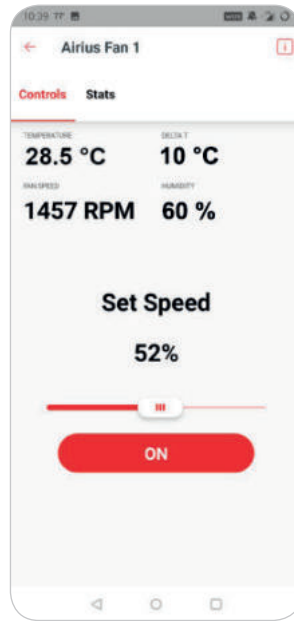 10:39
Airius Fan 1
Controls Stats
TEMPERATURE DELTA T
28.5 °C 10 °C
FAN SPEED HUMIDITY
1457 RPM 60 %
Set Speed
52%
ON